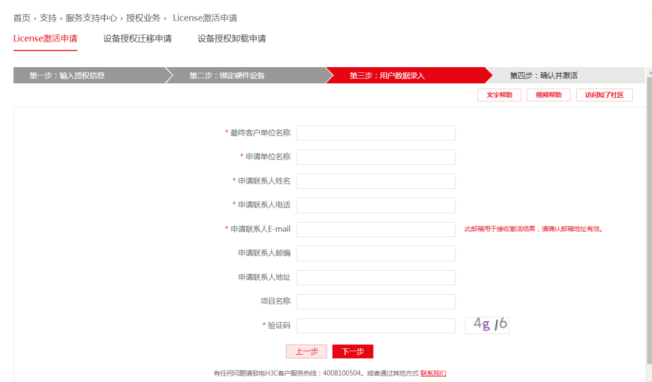 首页 › 支持 › 服务支持中心 › 授权业务 › License激活申请
License激活申请 设备授权迁移申请 设备授权卸载申请
第一步：输入授权信息 第二步：绑定硬件设备 第三步：用户数据录入 第四步：确认并激活
文字帮助 视频帮助 访问知了社区
* 最终客户单位名称
* 申请单位名称
* 申请联系人姓名
* 申请联系人电话
* 申请联系人E-mail 此邮箱用于接收激活结果，请确认邮箱地址有效。
申请联系人邮编
申请联系人地址
项目名称
* 验证码 4g /6
上一步 下一步
有任何问题请致电H3C客户服务热线：4008100504。或者通过其他方式 联系我们